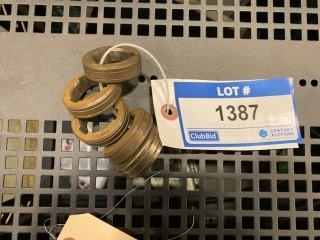 LOT #
1387
ClubBid
CENTURY
AUCTIONS